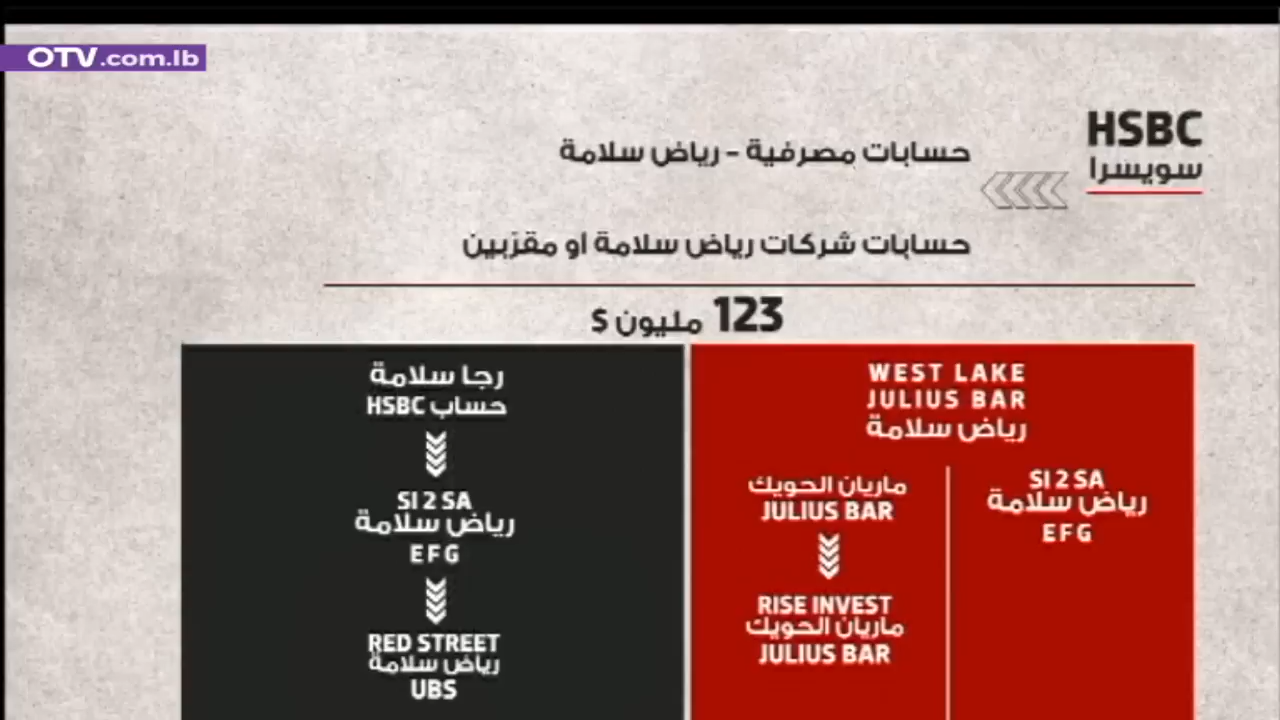 OTV.com.lb
HSBC
سويسرا
حسابات مصرفية - رياض سلامة
حسابات شركات رياض سلامة او مقرّبين
123 مليون $
WEST LAKE
JULIUS BAR
رياض سلامة
SI 2 SA
رياض سلامة
EFG
ماريان الحويك
JULIUS BAR
RISE INVEST
ماريان الحويك
JULIUS BAR
رجا سلامة
حساب HSBC
SI 2 SA
رياض سلامة
EFG
RED STREET
رياض سلامة
UBS